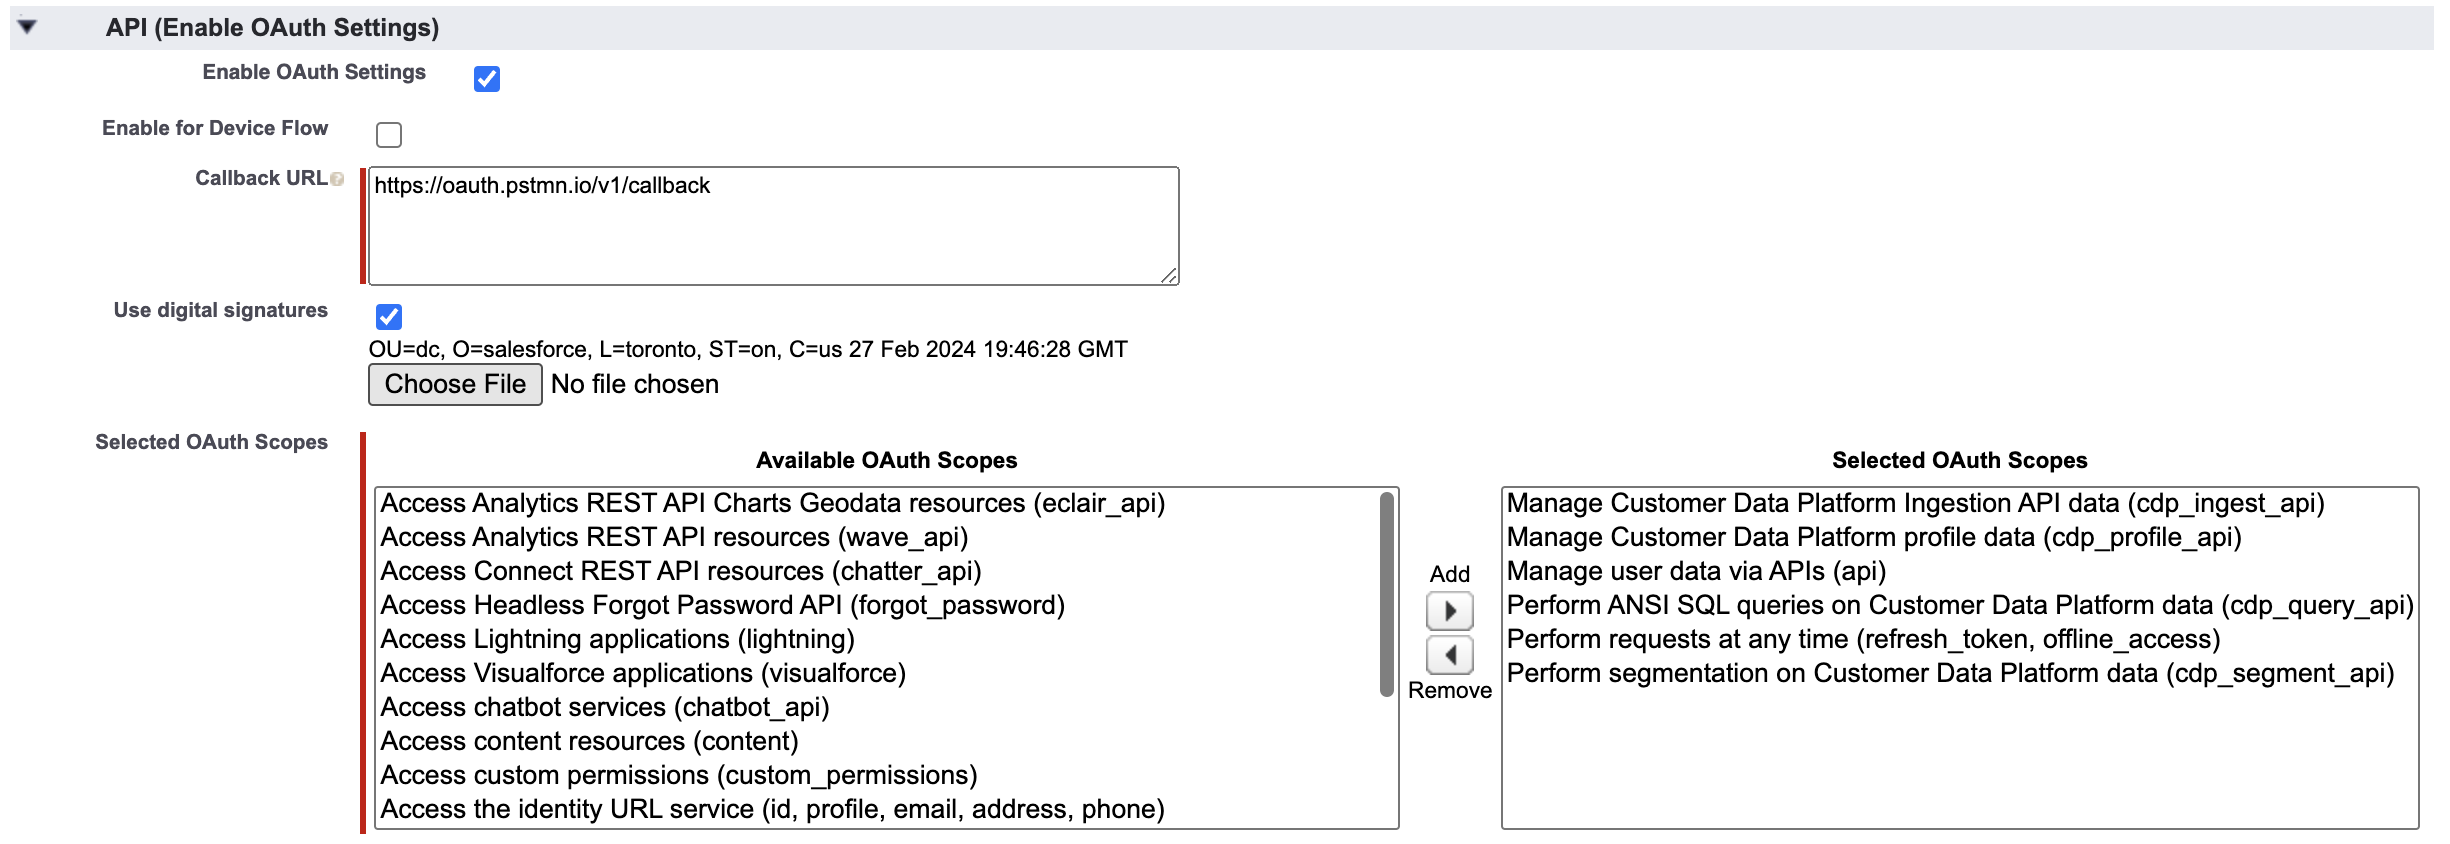 API (Enable OAuth Settings)
Enable OAuth Settings
Enable for Device Flow
Callback URL
https://oauth.pstmn.io/v1/callback
Use digital signatures
OU=dc, O=salesforce, L=toronto, ST=on, C=us 27 Feb 2024 19:46:28 GMT
Choose File No file chosen
Selected OAuth Scopes
Available OAuth Scopes
Access Analytics REST API Charts Geodata resources (eclair_api)
Access Analytics REST API resources (wave_api)
Access Connect REST API resources (chatter_api)
Access Headless Forgot Password API (forgot_password)
Access Lightning applications (lightning)
Access Visualforce applications (visualforce)
Access chatbot services (chatbot_api)
Access content resources (content)
Access custom permissions (custom_permissions)
Access the identity URL service (id, profile, email, address, phone)
Add
Remove
Selected OAuth Scopes
Manage Customer Data Platform Ingestion API data (cdp_ingest_api)
Manage Customer Data Platform profile data (cdp_profile_api)
Manage user data via APIs (api)
Perform ANSI SQL queries on Customer Data Platform data (cdp_query_api)
Perform requests at any time (refresh_token, offline_access)
Perform segmentation on Customer Data Platform data (cdp_segment_api)